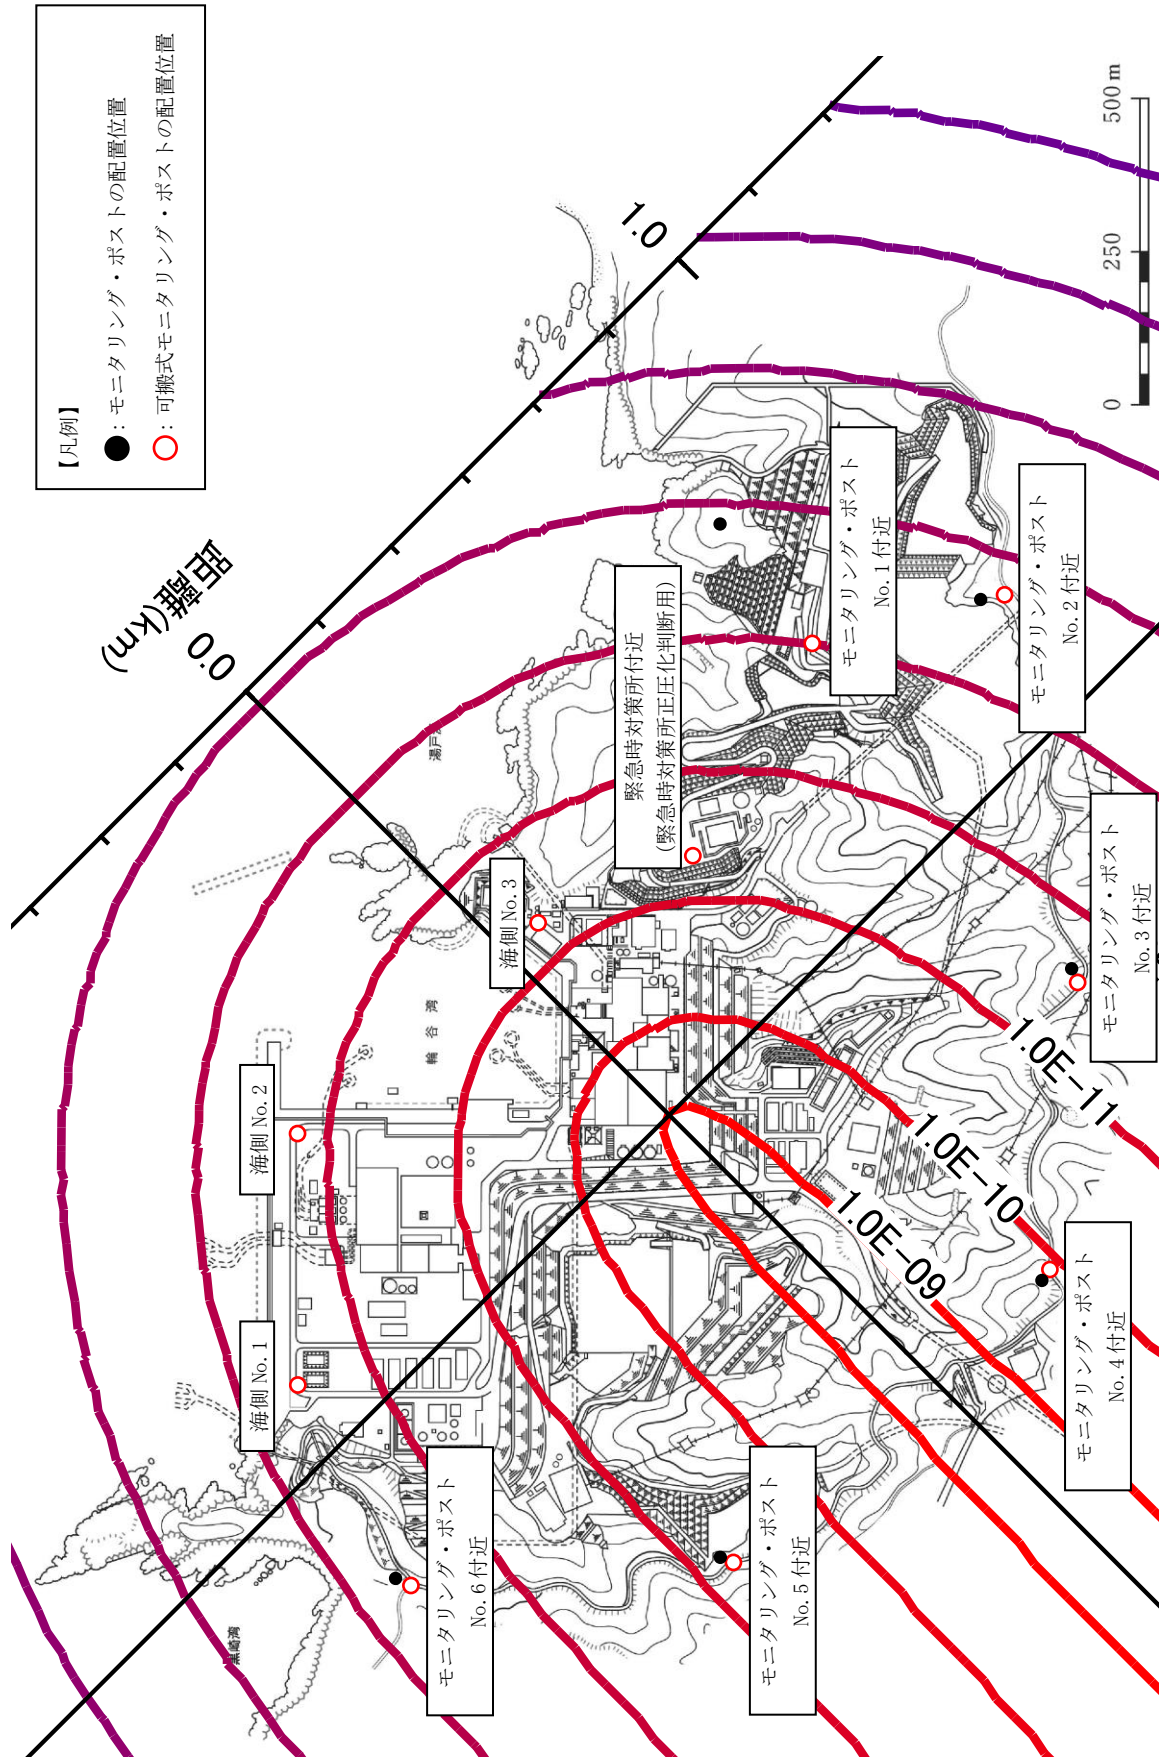 【凡例】
●：モニタリング・ポストの配置位置
○：可搬式モニタリング・ポストの配置位置
距離(km)
0.0
1.0
0
250
500m
海側 No. 1
海側 No. 2
海側 No. 3
緊急時対策所付近
(緊急時対策所正圧化判断用)
モニタリング・ポスト
No. 1 付近
モニタリング・ポスト
No. 2 付近
モニタリング・ポスト
No. 3 付近
モニタリング・ポスト
No. 4 付近
モニタリング・ポスト
No. 5 付近
モニタリング・ポスト
No. 6 付近
輪谷湾
1.0E-09
1.0E-10
1.0E-11